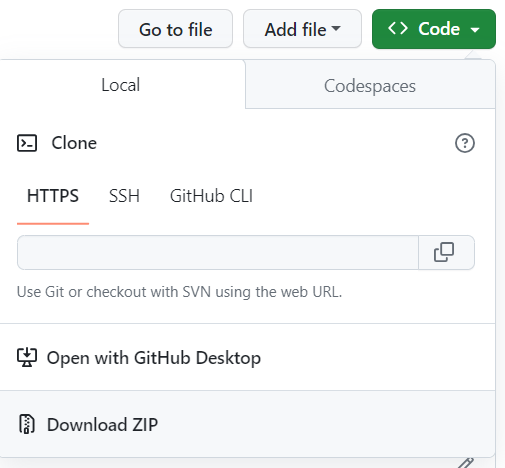 Go to file Add file <> Code
Local Codespaces
Clone
HTTPS SSH GitHub CLI
Use Git or checkout with SVN using the web URL.
Open with GitHub Desktop
Download ZIP